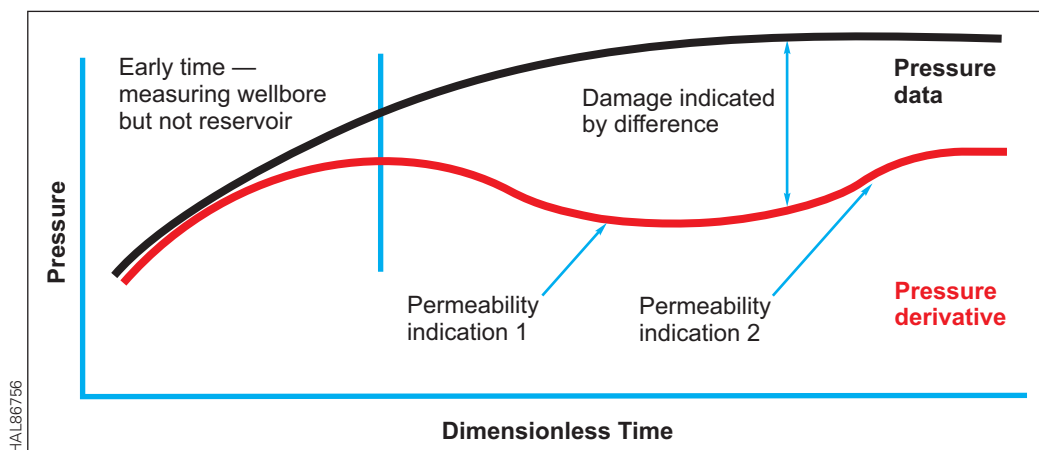 Early time —
measuring wellbore
but not reservoir
Damage indicated
by difference
Pressure
data
Pressure
Permeability
indication 1
Permeability
indication 2
Pressure
derivative
Dimensionless Time
HAL86756